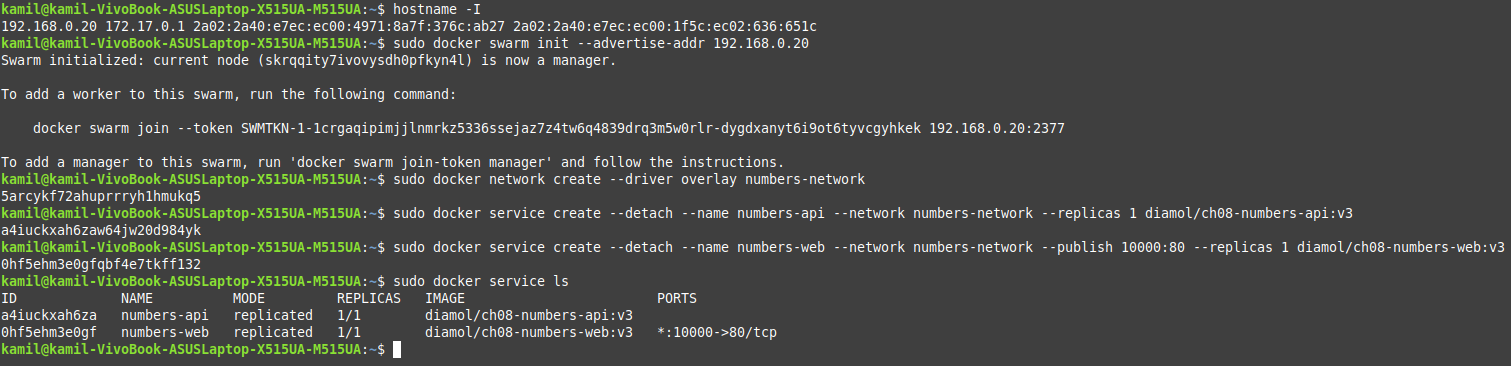 kamil@kamil-VivoBook-ASUSLaptop-X515UA-M515UA:~$ hostname -I
192.168.0.20 172.17.0.1 2a02:2a40:e7ec:ec00:4971:8a7f:376c:ab27 2a02:2a40:e7ec:ec00:1f5c:ec02:636:651c
kamil@kamil-VivoBook-ASUSLaptop-X515UA-M515UA:~$ sudo docker swarm init --advertise-addr 192.168.0.20
Swarm initialized: current node (skrqqity7ivovysdh0pfkyn4l) is now a manager.

To add a worker to this swarm, run the following command:

    docker swarm join --token SWMTKN-1-1crgaqipimjjlnmrkz5336ssejaz7z4tw6q4839drq3m5w0rlr-dygdxanyt6i9ot6tyvcgyhkek 192.168.0.20:2377

To add a manager to this swarm, run 'docker swarm join-token manager' and follow the instructions.
kamil@kamil-VivoBook-ASUSLaptop-X515UA-M515UA:~$ sudo docker network create --driver overlay numbers-network
5arcykf72ahuprrryh1hmukq5
kamil@kamil-VivoBook-ASUSLaptop-X515UA-M515UA:~$ sudo docker service create --detach --name numbers-api --network numbers-network --replicas 1 diamol/ch08-numbers-api:v3
a4iuckxah6zaw64jw20d984yk
kamil@kamil-VivoBook-ASUSLaptop-X515UA-M515UA:~$ sudo docker service create --detach --name numbers-web --network numbers-network --publish 10000:80 --replicas 1 diamol/ch08-numbers-web:v3
0hf5ehm3e0gfqbf4e7tkff132
kamil@kamil-VivoBook-ASUSLaptop-X515UA-M515UA:~$ sudo docker service ls
ID             NAME          MODE         REPLICAS   IMAGE                        PORTS
a4iuckxah6za   numbers-api   replicated   1/1        diamol/ch08-numbers-api:v3
0hf5ehm3e0gf   numbers-web   replicated   1/1        diamol/ch08-numbers-web:v3   *:10000->80/tcp
kamil@kamil-VivoBook-ASUSLaptop-X515UA-M515UA:~$